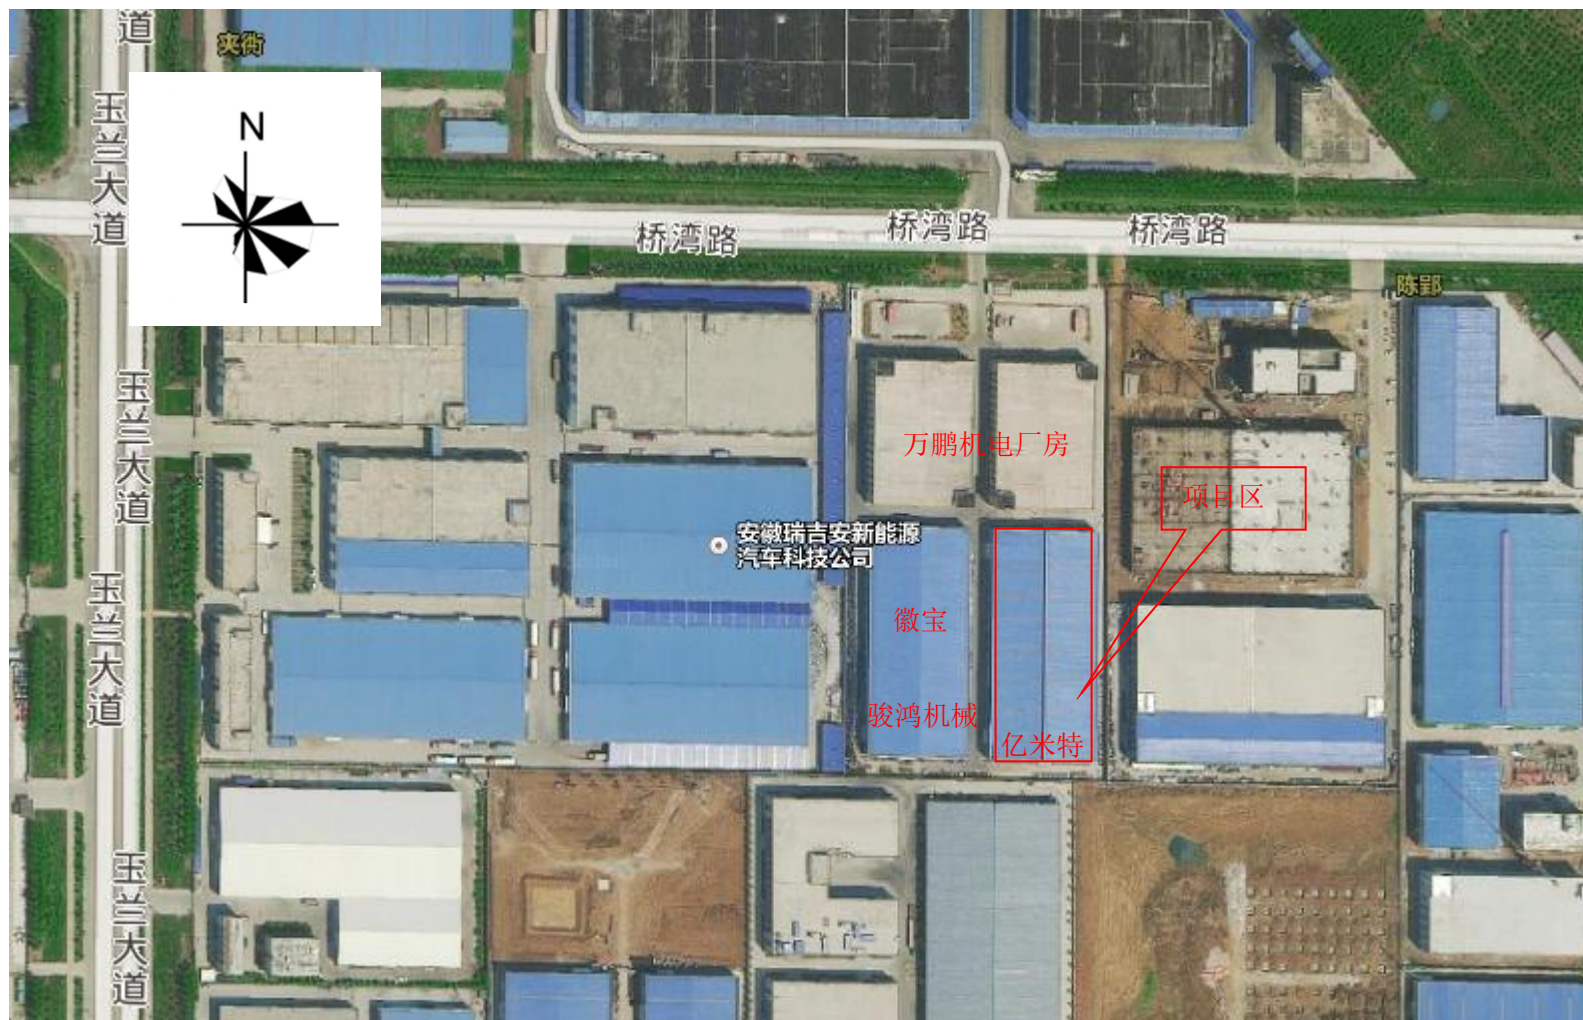 道
夹衖
玉兰大道
N
桥湾路
桥湾路
桥湾路
陈郢
玉兰大道
万鹏机电厂房
项目区
安徽瑞吉安新能源
汽车科技公司
玉兰大道
徽宝
骏鸿机械
亿米特
玉兰大道